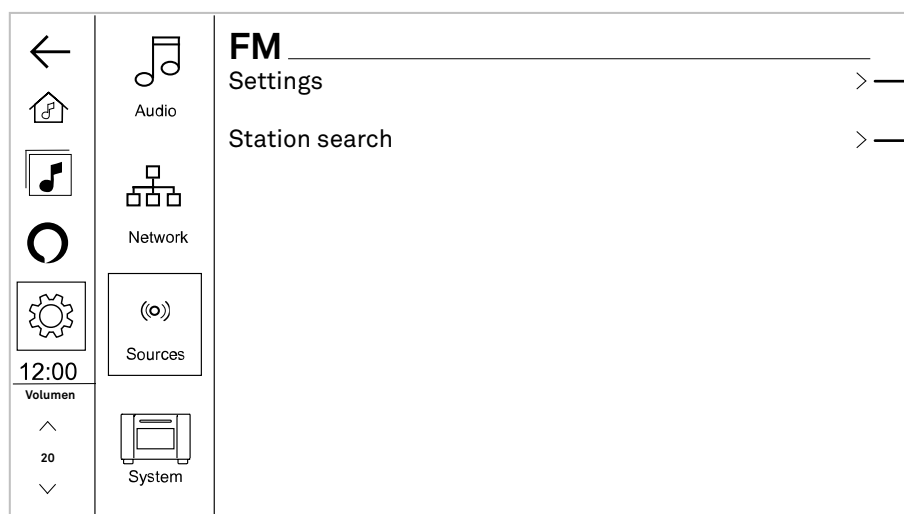 12:00
Volumen
20
Audio
Network
Sources
System
FM
Settings
Station search